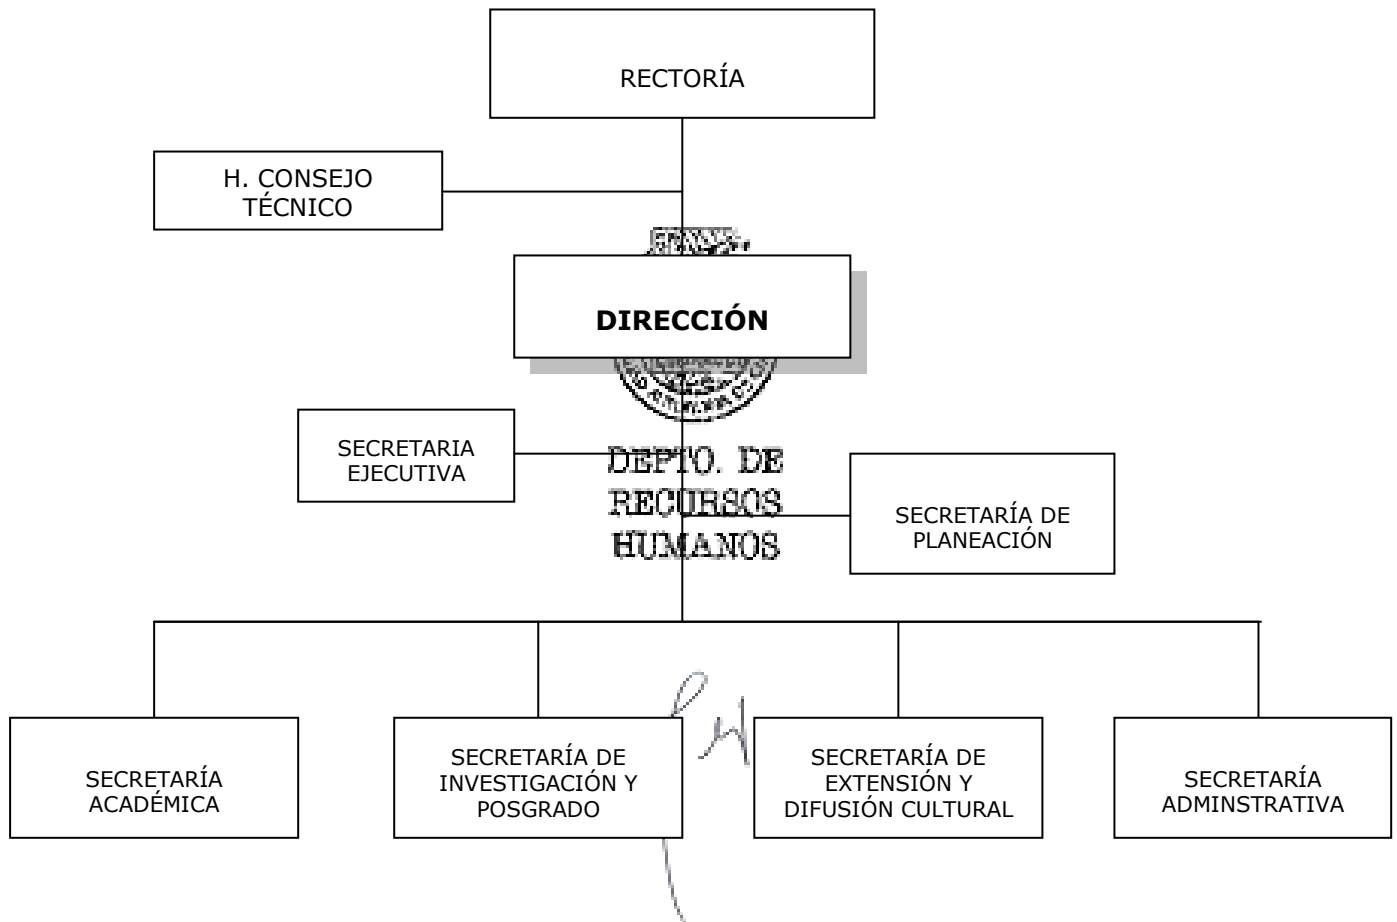 RECTORÍA
H. CONSEJO
TÉCNICO
DIRECCIÓN
SECRETARIA
EJECUTIVA
DEPTO. DE
RECURSOS
HUMANOS
SECRETARÍA DE
PLANEACIÓN
SECRETARÍA
ACADÉMICA
SECRETARÍA DE
INVESTIGACIÓN Y
POSGRADO
SECRETARÍA DE
EXTENSIÓN Y
DIFUSIÓN CULTURAL
SECRETARÍA
ADMINSTRATIVA